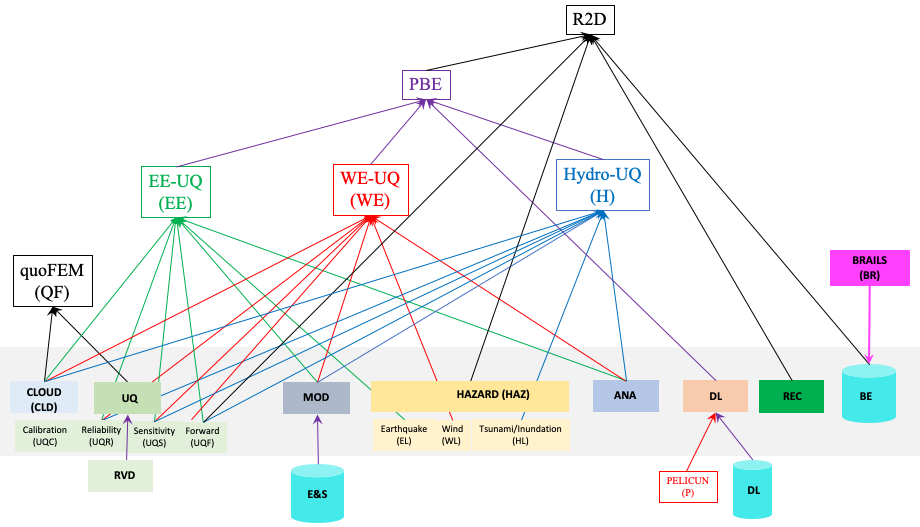 R2D
PBE
EE-UQ
(EE)
WE-UQ
(WE)
Hydro-UQ
(H)
quoFEM
(QF)
BRAILS
(BR)
CLOUD
(CLD)
UQ
MOD
HAZARD (HAZ)
ANA
DL
REC
BE
Calibration
(UQC)
Reliability
(UQR)
Sensitivity
(UQS)
Forward
(UQF)
Earthquake
(EL)
Wind
(WL)
Tsunami/Inundation
(HL)
RVD
E&S
PELICUN
(P)
DL